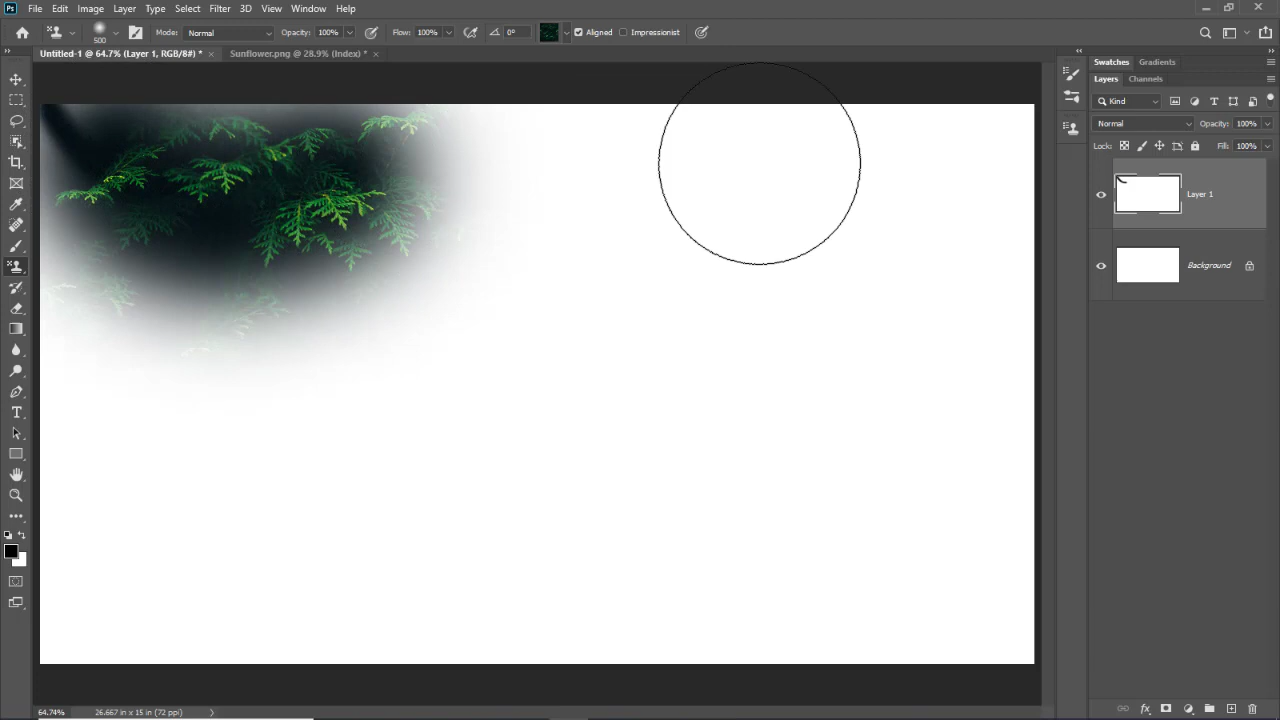 Ps File Edit Image Layer Type Select Filter 3D View Window Help
500 Mode: Normal Opacity: 100% Flow: 100% 0° Aligned Impressionist
Untitled-1 @ 64.7% (Layer 1, RGB/8#) * × Sunflower.png @ 28.9% (Index) * ×
Swatches Gradients
Layers Channels
Kind
Normal Opacity: 100%
Locks: Fill: 100%
Layer 1
Background
64.74% 26.667 in x 15 in (72 ppi)